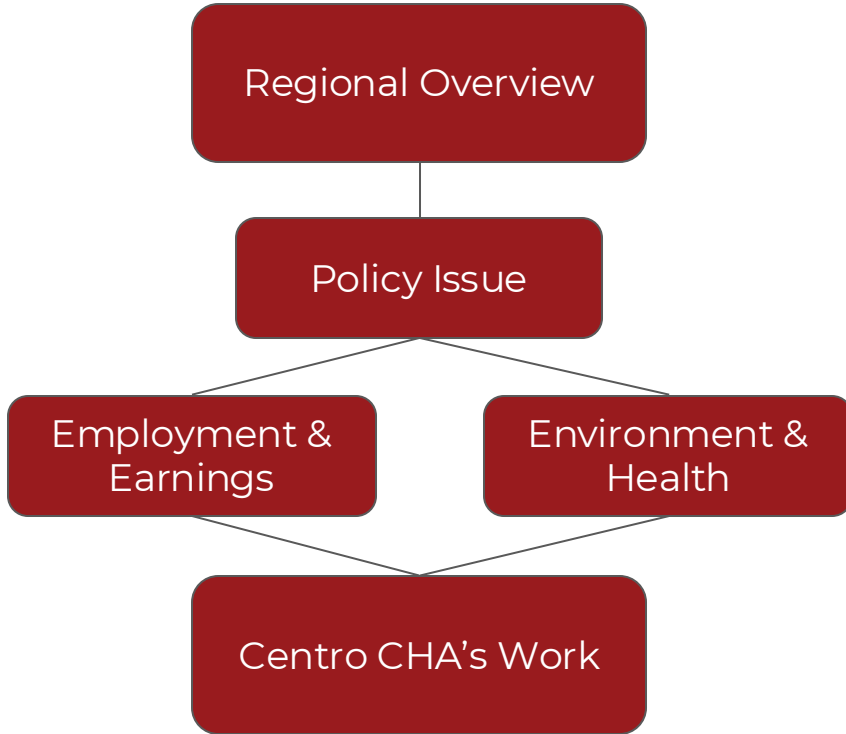 Regional Overview
Policy Issue
Employment &
Earnings
Environment &
Health
Centro CHA’s Work